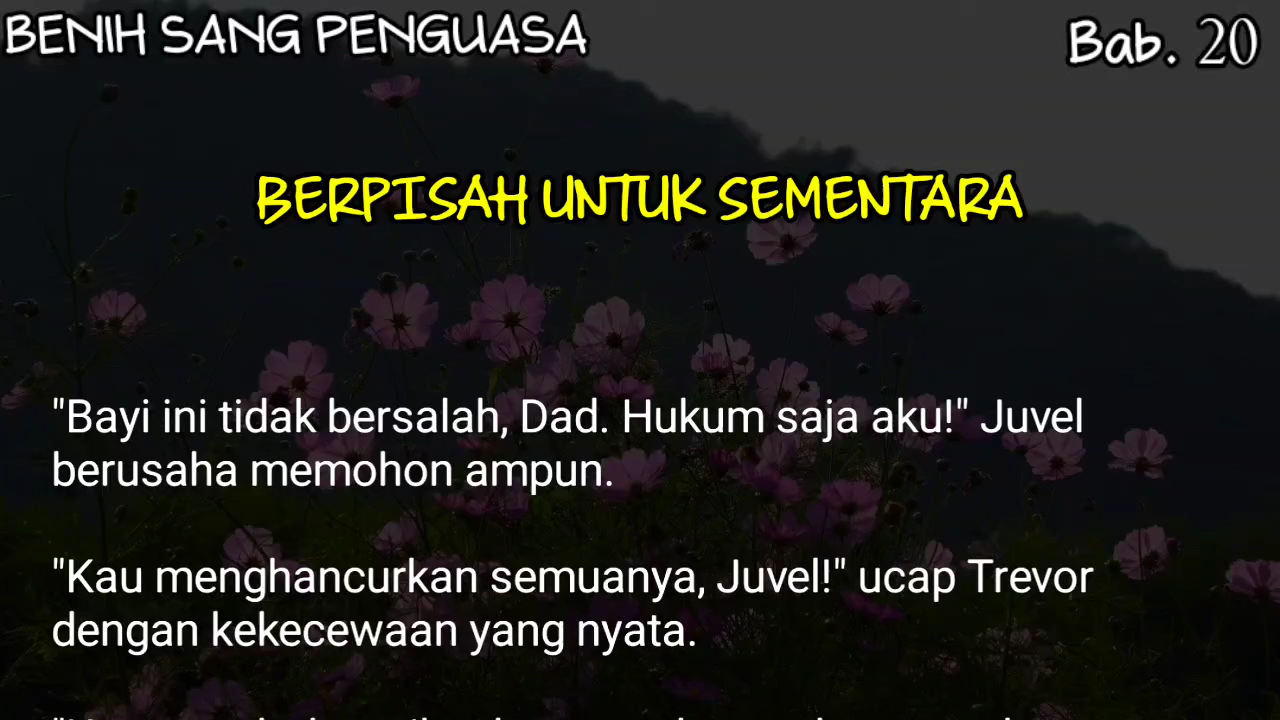 BENIH SANG PENGUASA
Bab. 20
BERPISAH UNTUK SEMENTARA
"Bayi ini tidak bersalah, Dad. Hukum saja aku!" Juvel
berusaha memohon ampun.
"Kau menghancurkan semuanya, Juvel!" ucap Trevor
dengan kekecewaan yang nyata.